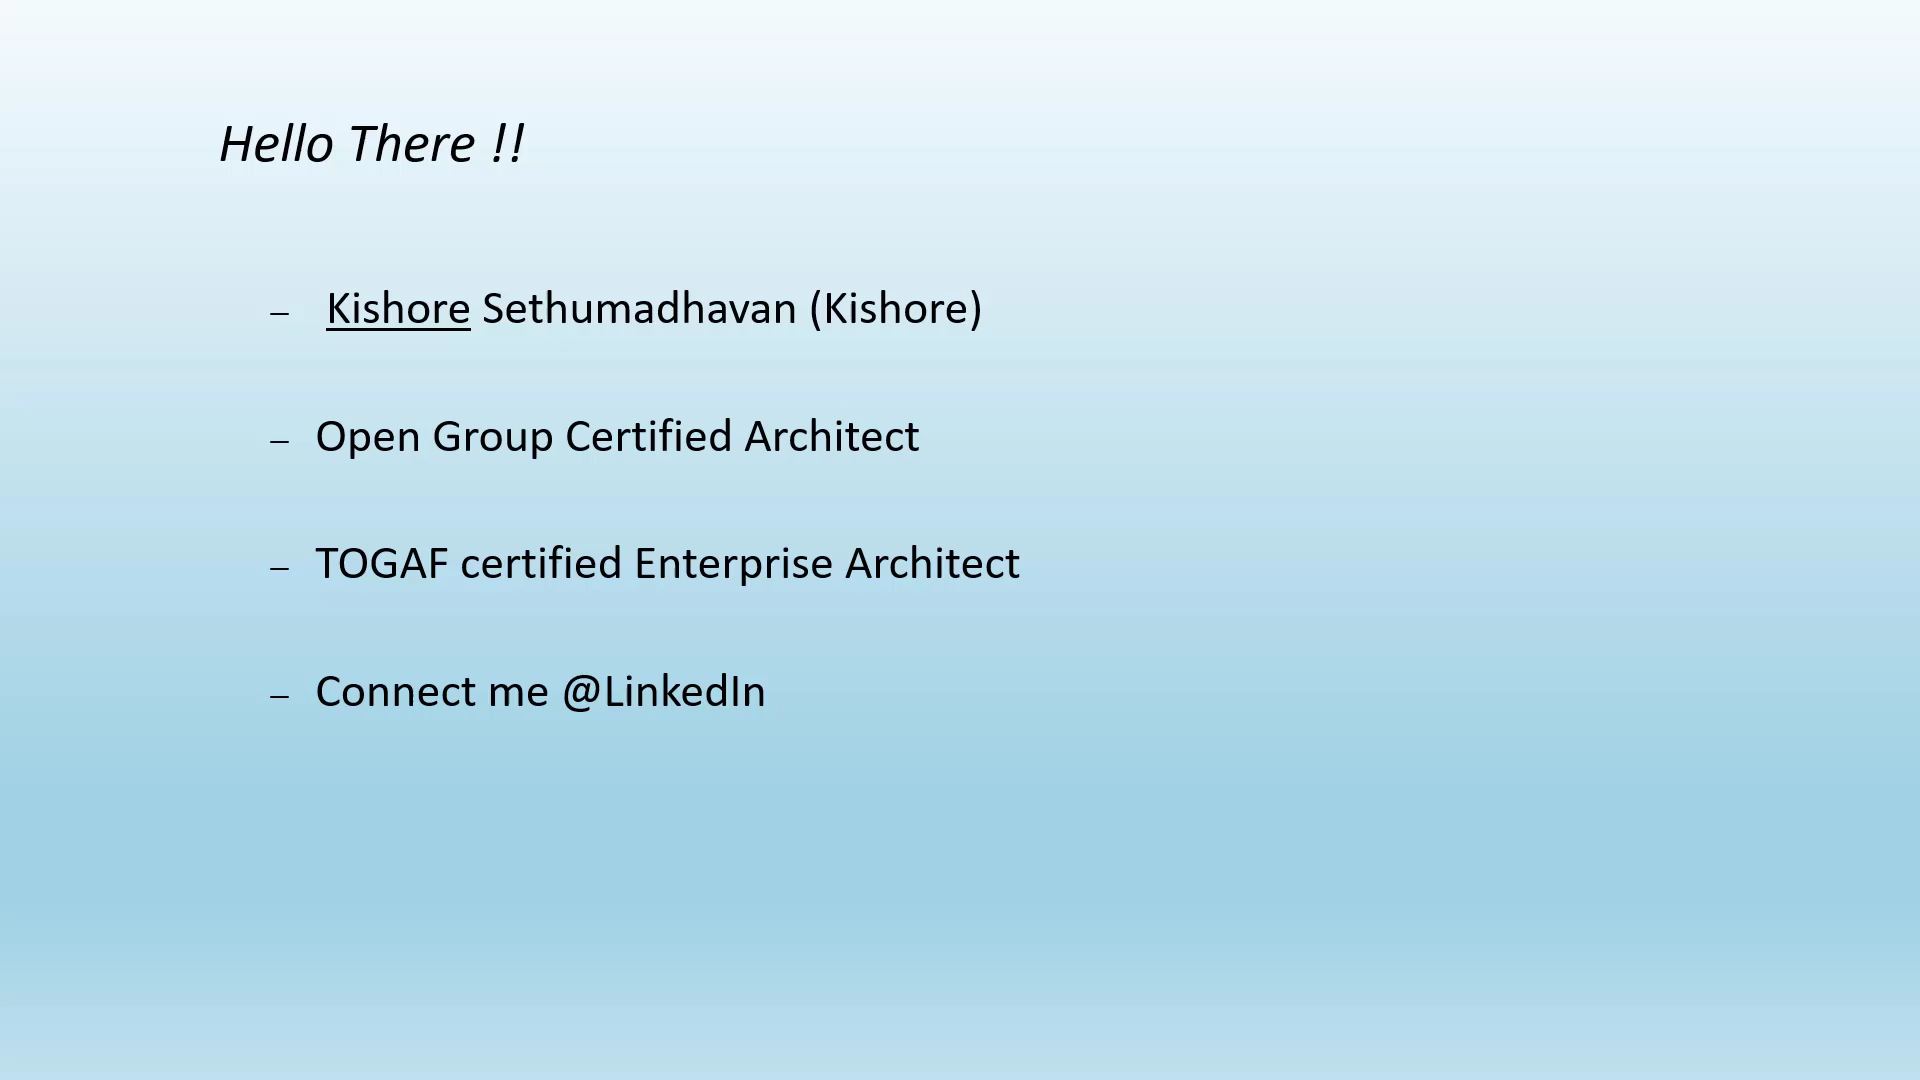 Hello There !!
– Kishore Sethumadhavan (Kishore)
– Open Group Certified Architect
– TOGAF certified Enterprise Architect
– Connect me @LinkedIn